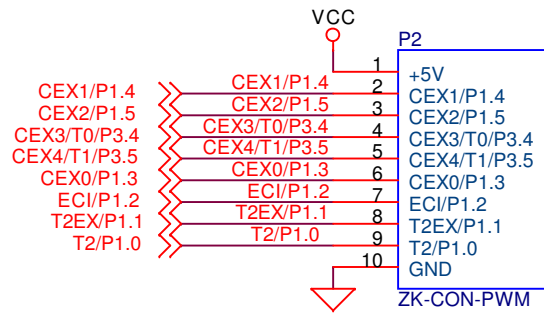 VCC
P2
1 +5V
CEX1/P1.4 CEX1/P1.4 2 CEX1/P1.4
CEX2/P1.5 CEX2/P1.5 3 CEX2/P1.5
CEX3/T0/P3.4 CEX3/T0/P3.4 4 CEX3/T0/P3.4
CEX4/T1/P3.5 CEX4/T1/P3.5 5 CEX4/T1/P3.5
CEX0/P1.3 CEX0/P1.3 6 CEX0/P1.3
ECI/P1.2 ECI/P1.2 7 ECI/P1.2
T2EX/P1.1 T2EX/P1.1 8 T2EX/P1.1
T2/P1.0 T2/P1.0 9 T2/P1.0
10 GND
ZK-CON-PWM